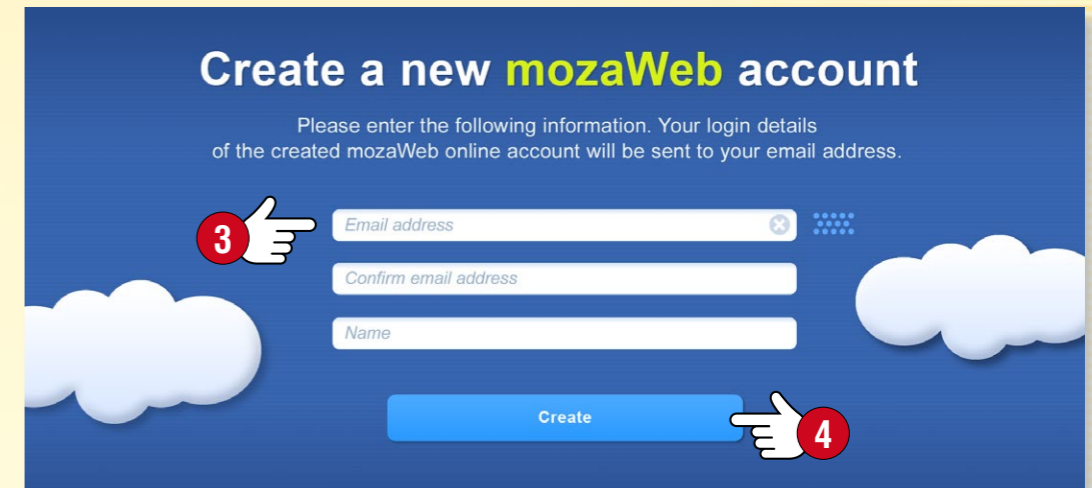 Create a new mozaWeb account
Please enter the following information. Your login details
of the created mozaWeb online account will be sent to your email address.
3
Email address
Confirm email address
Name
Create
4